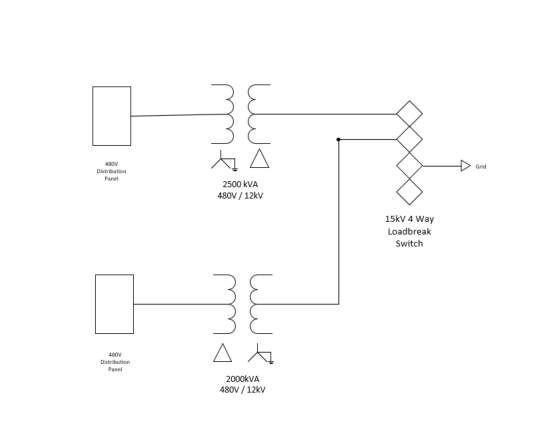 480V
Distribution
Panel
2500 kVA
480V / 12kV
Grid
15kV 4 Way
Loadbreak
Switch
480V
Distribution
Panel
2000kVA
480V / 12kV